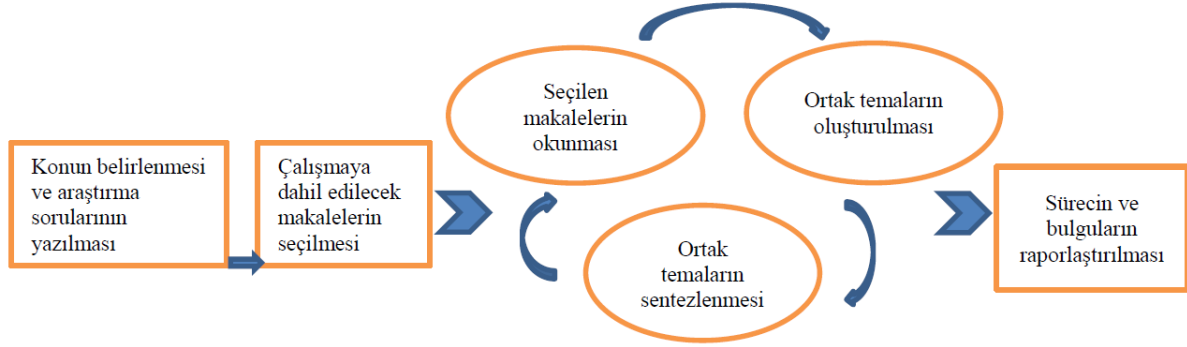 Konun belirlenmesi
ve araştırma
sorularının
yazılması
Çalışmaya
dahil edilecek
makalelerin
seçilmesi
Seçilen
makalelerin
okunması
Ortak temaların
oluşturulması
Ortak
temaların
sentezlenmesi
Sürecin ve
bulguların
raporlaştırılması